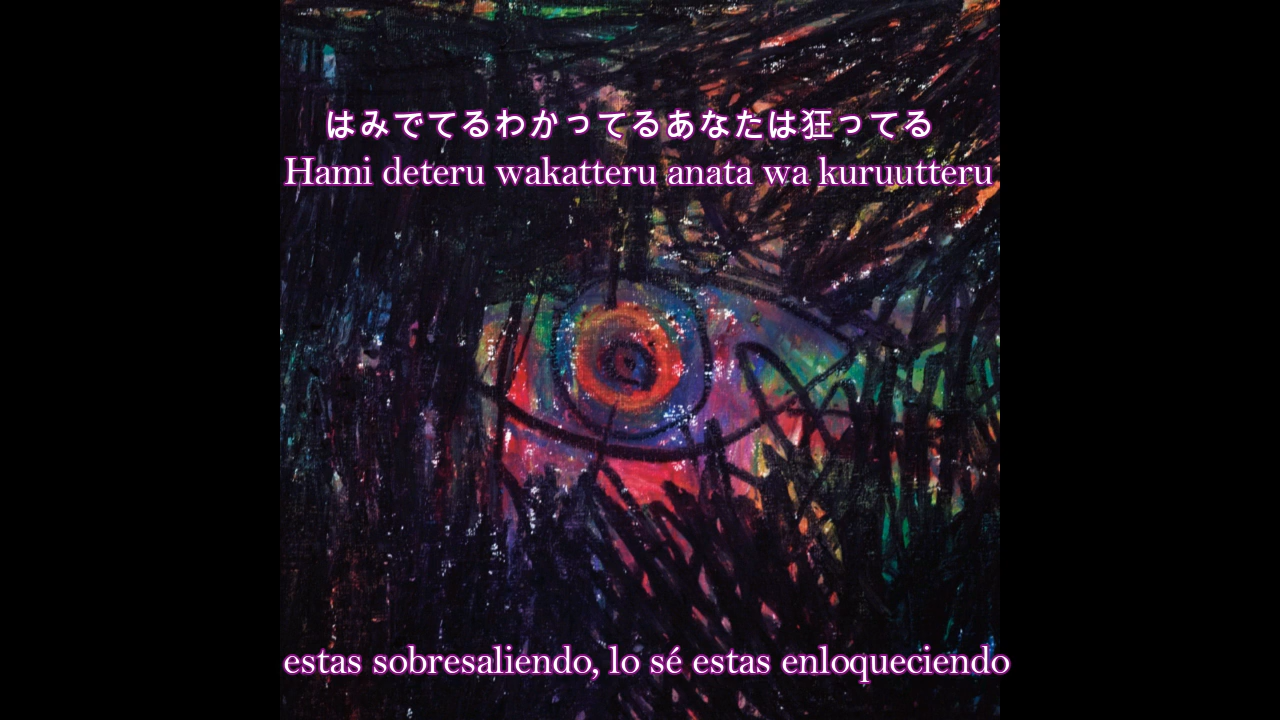 はみでてるわかってるあなたは狂ってる
Hami deteru wakatteru anata wa kuruutteru
estas sobresaliendo, lo sé estas enloqueciendo